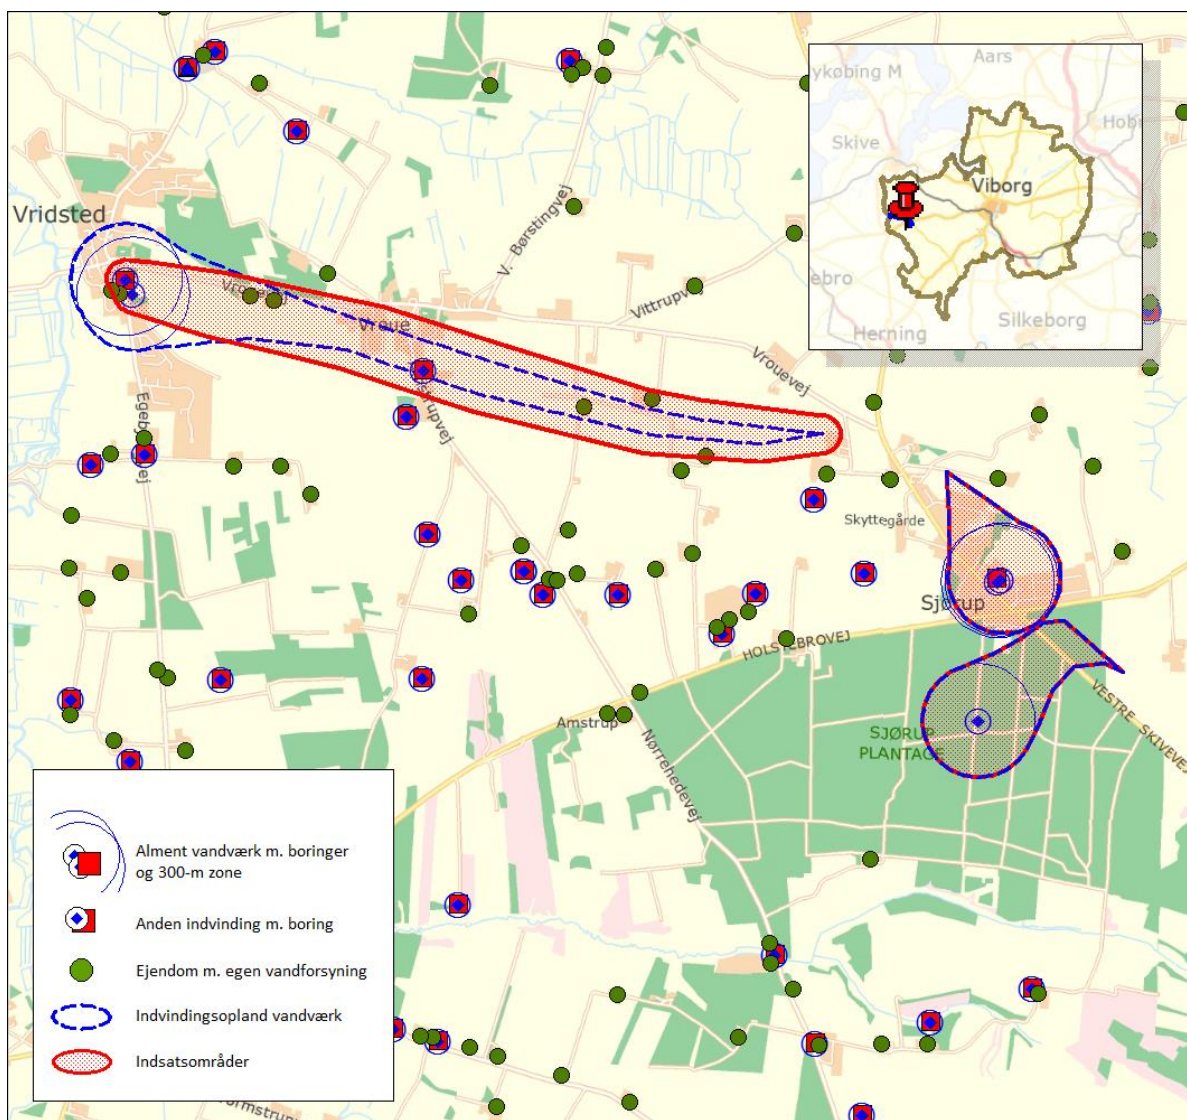 Vridsted
V. Børstingvej
Vittrupvej
Vrouevej
Vroue
Skyttegårde
Sjørup
HOLSTEBROVEJ
Amstrup
Nørrehedevej
SJØRUP
PLANTAGE
VESTRE SKIVEVEJ
Aars
Skive
Viborg
Herning
Silkeborg
Alment vandværk m. boringer
og 300-m zone
Anden indvinding m. boring
Ejendom m. egen vandforsyning
Indvindingsopland vandværk
Indsatsområder